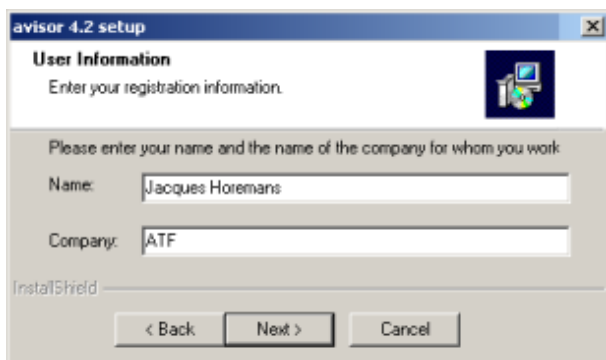 avisor 4.2 setup
User Information
Enter your registration information.
Please enter your name and the name of the company for whom you work
Name:
Jacques Horemans
Company:
ATF
InstallShield
< Back
Next >
Cancel